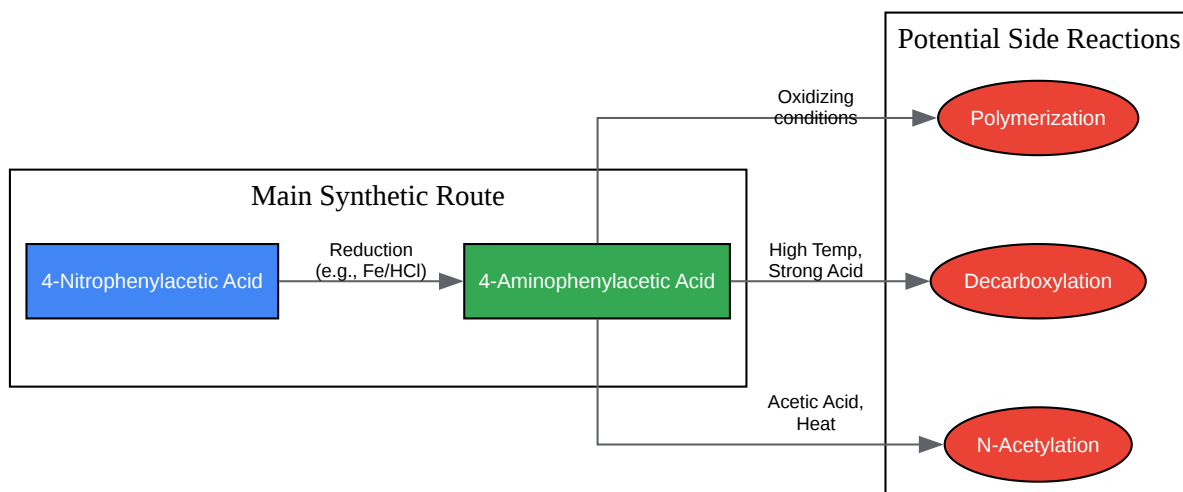 Potential Side Reactions
Oxidizing
conditions
Polymerization
Main Synthetic Route
4-Nitrophenylacetic Acid
Reduction
(e.g., Fe/HCl)
4-Aminophenylacetic Acid
High Temp,
Strong Acid
Decarboxylation
Acetic Acid,
Heat
N-Acetylation